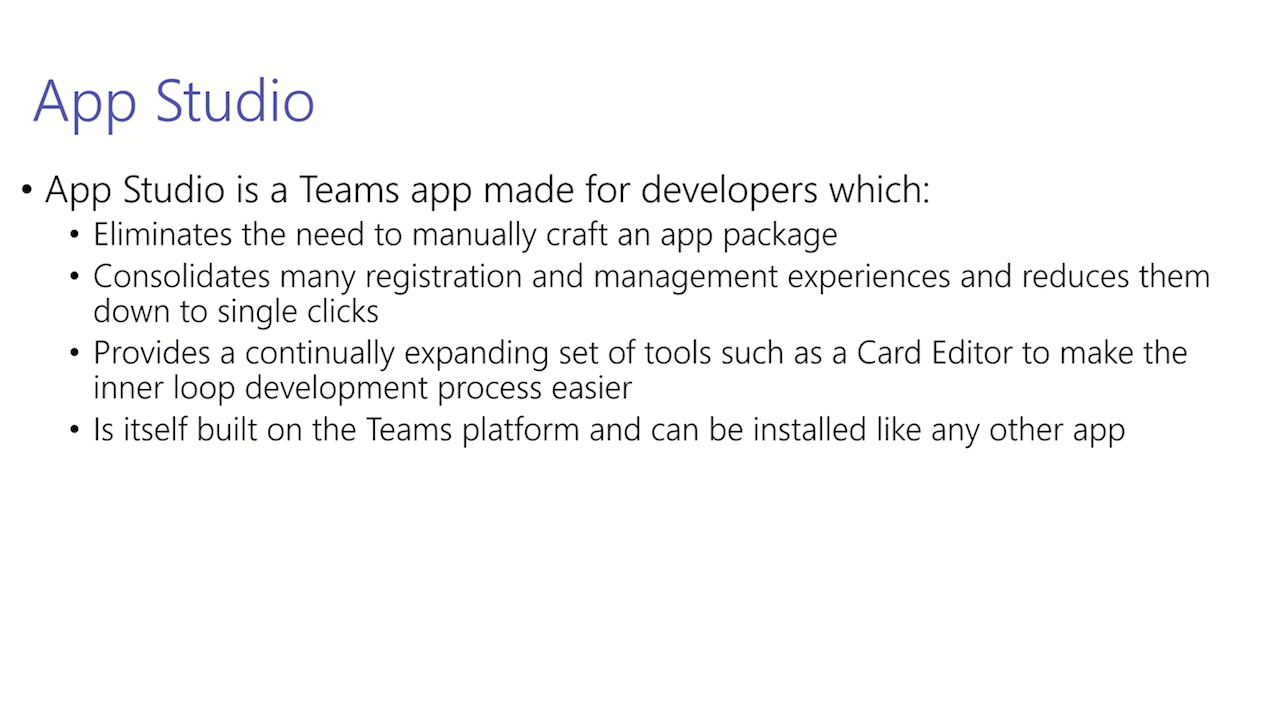 App Studio
• App Studio is a Teams app made for developers which:
• Eliminates the need to manually craft an app package
• Consolidates many registration and management experiences and reduces them
down to single clicks
• Provides a continually expanding set of tools such as a Card Editor to make the
inner loop development process easier
• Is itself built on the Teams platform and can be installed like any other app